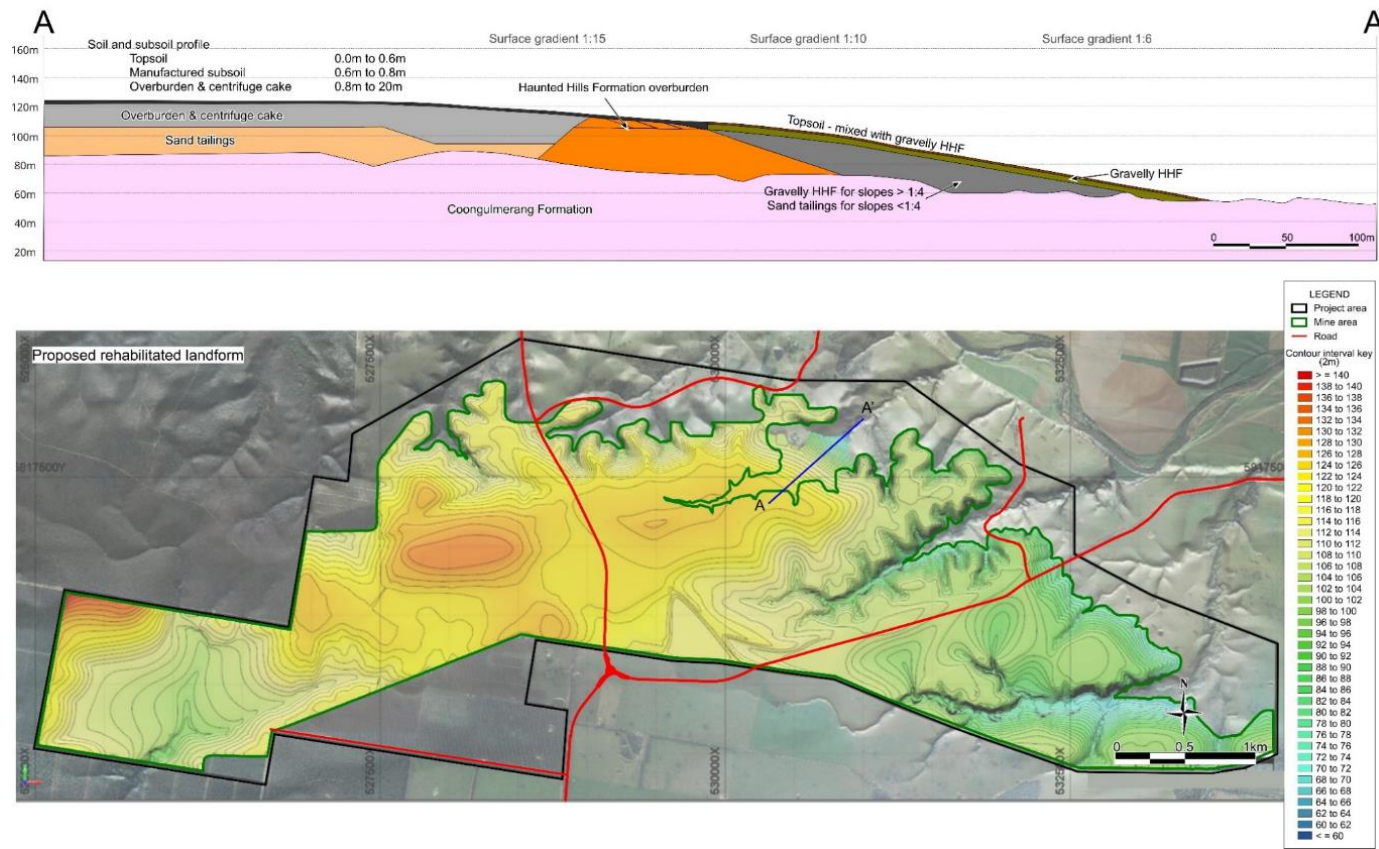 A
A
Soil and subsoil profile
Topsoil 0.0m to 0.6m
Manufactured subsoil 0.6m to 0.8m
Overburden & centrifuge cake 0.8m to 20m
Surface gradient 1:15
Surface gradient 1:10
Surface gradient 1:6
160m
140m
120m
100m
80m
60m
40m
20m
Haunted Hills Formation overburden
Overburden & centrifuge cake
Sand tailings
Topsoil - mixed with gravelly HHF
Gravelly HHF
Gravelly HHF for slopes > 1:4
Sand tailings for slopes <1:4
Coongulmerang Formation
0 50 100m
Proposed rehabilitated landform
527500X
530000X
532500X
A'
A
527500X
530000X
532500X
N
0 0.5 1km
LEGEND
Project area
Mine area
Road
Contour interval key
(2m)
> = 140
138 to 140
136 to 138
134 to 136
132 to 134
130 to 132
128 to 130
126 to 128
124 to 126
122 to 124
120 to 122
118 to 120
116 to 118
114 to 116
112 to 114
110 to 112
108 to 110
106 to 108
104 to 106
102 to 104
100 to 102
98 to 100
96 to 98
94 to 96
92 to 94
90 to 92
88 to 90
86 to 88
84 to 86
82 to 84
80 to 82
78 to 80
76 to 78
74 to 76
72 to 74
70 to 72
68 to 70
66 to 68
64 to 66
62 to 64
60 to 62
< = 60